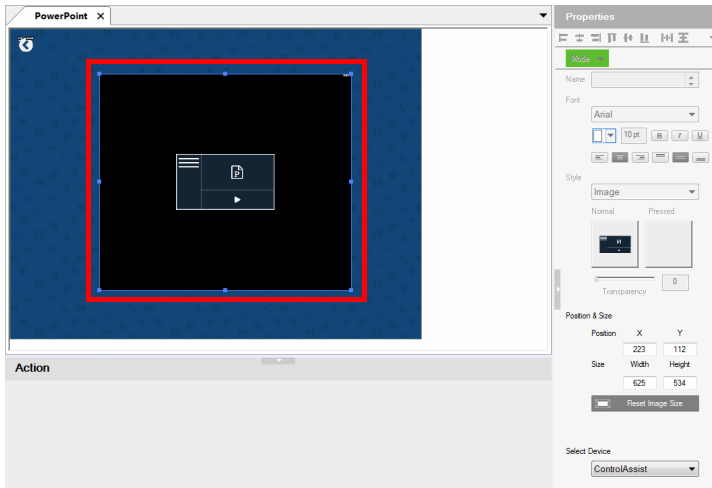 PowerPoint X
Properties
Mode
Name
Font
Arial
10 pt B I U
Style
Image
Normal Pressed
0
Transparency
Position & Size
Position X Y
223 112
Size Width Height
625 534
Reset Image Size
Select Device
ControlAssist
P
Action